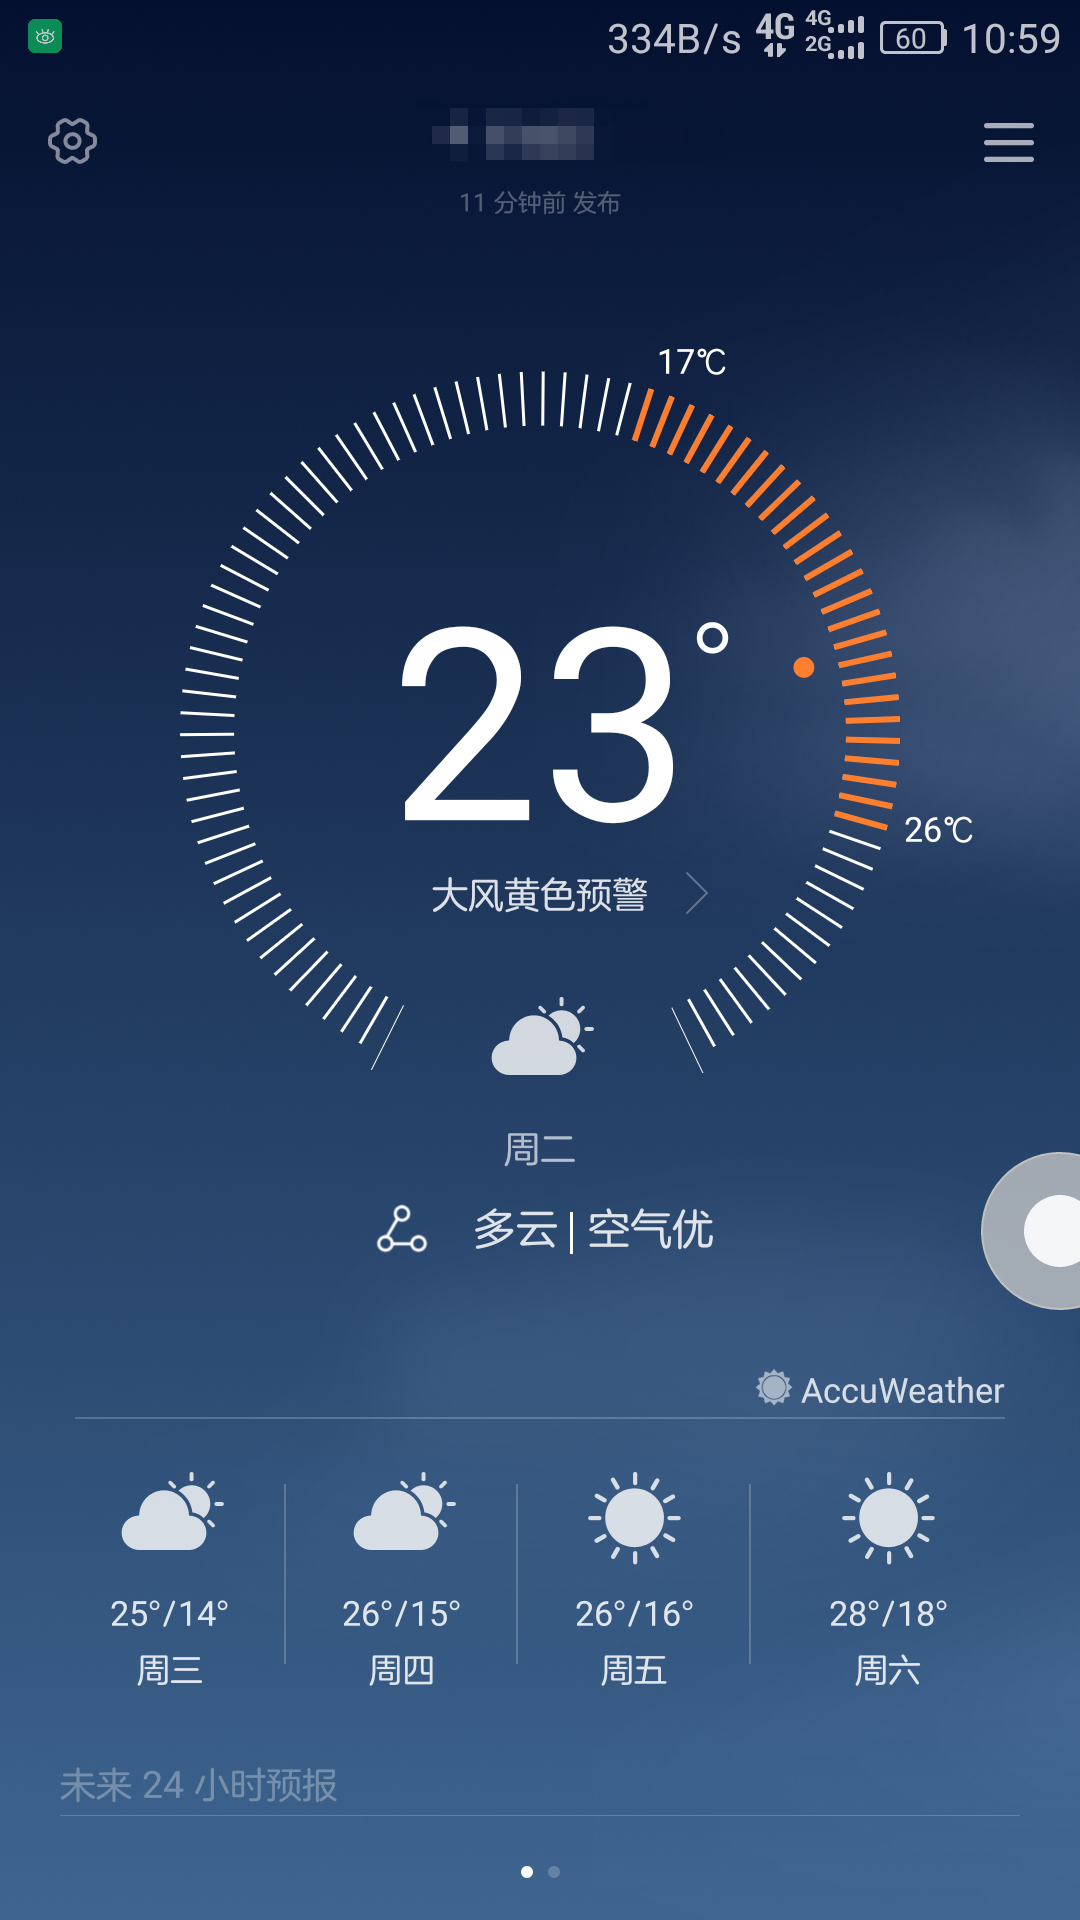 334B/s 4G 4G 2G 60 10:59
11 分钟前 发布
17℃
23°
26℃
大风黄色预警
周二
多云 | 空气优
AccuWeather
25°/14° 26°/15° 26°/16° 28°/18°
周三 周四 周五 周六
未来 24 小时预报